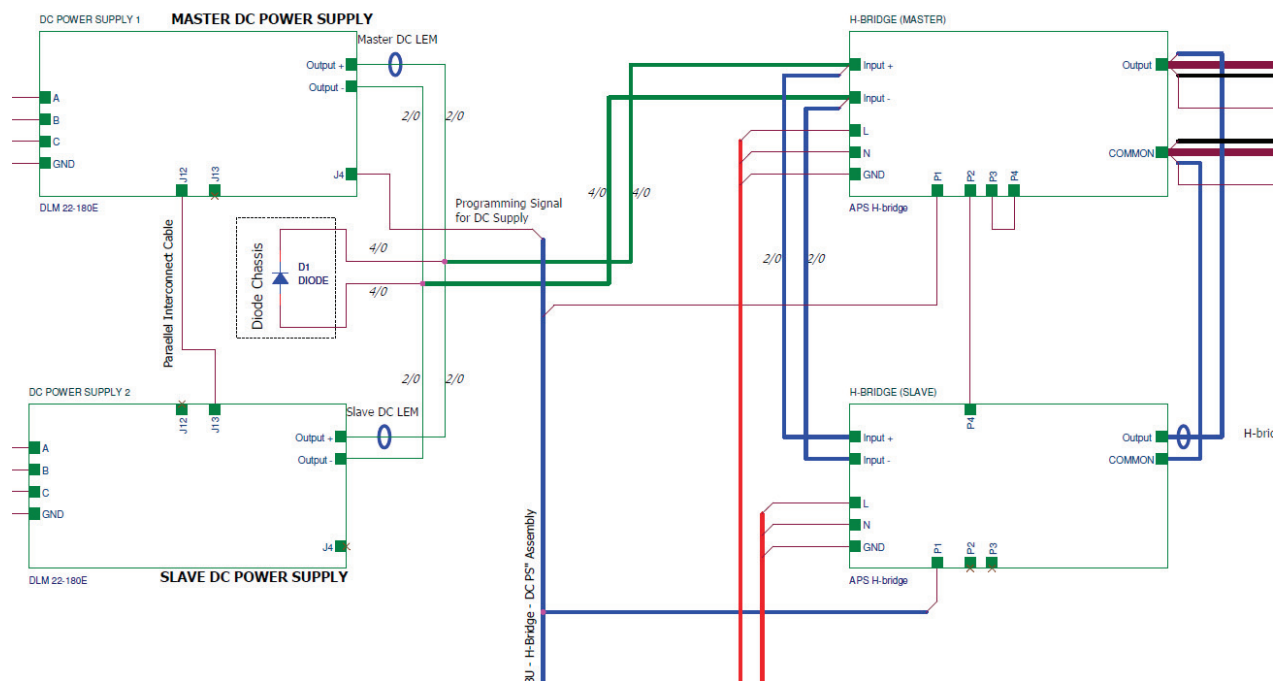 DC POWER SUPPLY 1
MASTER DC POWER SUPPLY
Master DC LEM
Output +
Output -
A
B
C
GND
J12
J13
J4
DLM 22-180E
2/0
2/0
Programming Signal
for DC Supply
Diode Chassis
D1
DIODE
4/0
4/0
Paraellel Interconnect Cable
2/0
2/0
DC POWER SUPPLY 2
J12
J13
Slave DC LEM
Output +
Output -
A
B
C
GND
J4
DLM 22-180E
SLAVE DC POWER SUPPLY
BU - H-Bridge - DC PS" Assembly
H-BRIDGE (MASTER)
Input +
Input -
L
N
GND
Output
COMMON
P1
P2
P3
P4
APS H-bridge
4/0
4/0
2/0
2/0
H-BRIDGE (SLAVE)
P4
Input +
Input -
L
N
GND
Output
COMMON
P1
P2
P3
APS H-bridge